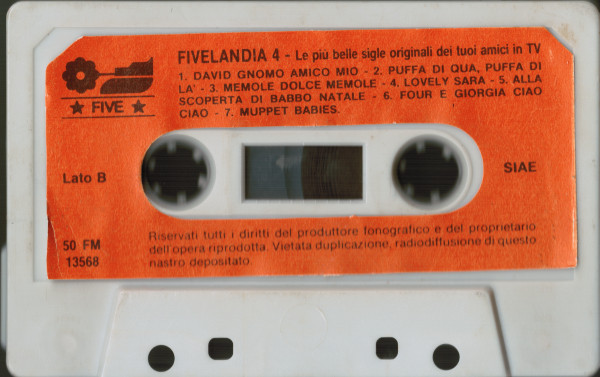 FIVELANDIA 4 - Le più belle sigle originali dei tuoi amici in TV
1. DAVID GNOMO AMICO MIO - 2. PUFFA DI QUA, PUFFA DI
LA' - 3. MEMOLE DOLCE MEMOLE - 4. LOVELY SARA - 5. ALLA
SCOPERTA DI BABBO NATALE - 6. FOUR E GIORGIA CIAO
CIAO - 7. MUPPET BABIES.
★ FIVE ★
Lato B
SIAE
50 FM
13568
Riservati tutti i diritti del produttore fonografico e del proprietario
dell'opera riprodotta. Vietata duplicazione, radiodiffusione di questo
nastro depositato.